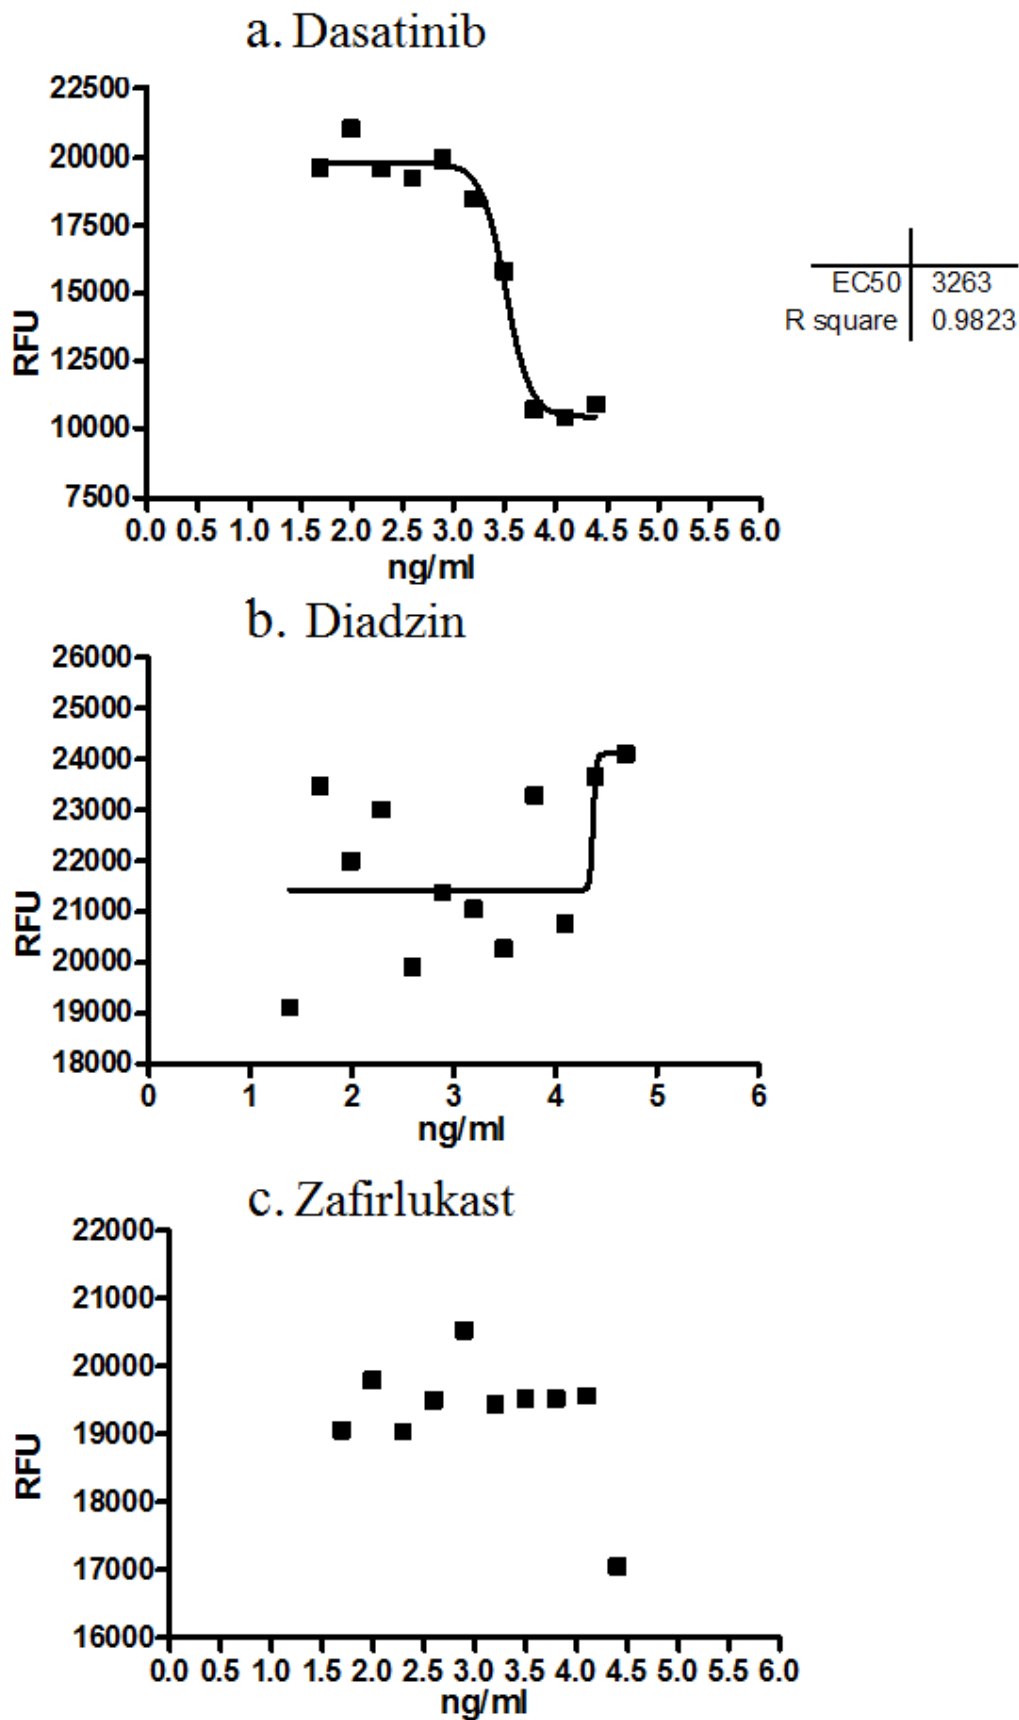 a. Dasatinib
22500
20000
17500
15000
12500
10000
7500
RFU
0.0 0.5 1.0 1.5 2.0 2.5 3.0 3.5 4.0 4.5 5.0 5.5 6.0
ng/ml
EC50 3263
R square 0.9823
b. Diadzin
26000
25000
24000
23000
22000
21000
20000
19000
18000
RFU
0 1 2 3 4 5 6
ng/ml
c. Zafirlukast
22000
21000
20000
19000
18000
17000
16000
RFU
0.0 0.5 1.0 1.5 2.0 2.5 3.0 3.5 4.0 4.5 5.0 5.5 6.0
ng/ml